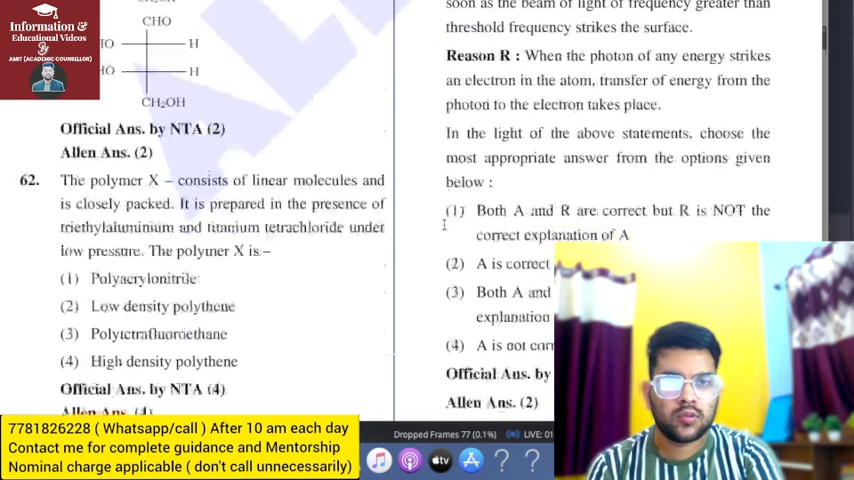 Information &
Educational Videos
By
AMIT (ACADEMIC COUNSELLOR)
CHO
HO H
HO H
CH₂OH
Official Ans. by NTA (2)
Allen Ans. (2)
62. The polymer X – consists of linear molecules and
is closely packed. It is prepared in the presence of
triethylaluminium and titanium tetrachloride under
low pressure. The polymer X is –
(1) Polyacrylonitrile
(2) Low density polythene
(3) Polytetrafluoroethane
(4) High density polythene
Official Ans. by NTA (4)
Allen Ans. (4)
soon as the beam of light of frequency greater than
threshold frequency strikes the surface.
Reason R : When the photon of any energy strikes
an electron in the atom, transfer of energy from the
photon to the electron takes place.
In the light of the above statements, choose the
most appropriate answer from the options given
below :
(1) Both A and R are correct but R is NOT the
correct explanation of A
(2) A is correct
(3) Both A and
explanation
(4) A is not corr
Official Ans. by
Allen Ans. (2)
7781826228 ( Whatsapp/call ) After 10 am each day
Contact me for complete guidance and Mentorship
Nominal charge applicable ( don't call unnecessarily)
Dropped Frames 77 (0.1%) LIVE: 01
tv